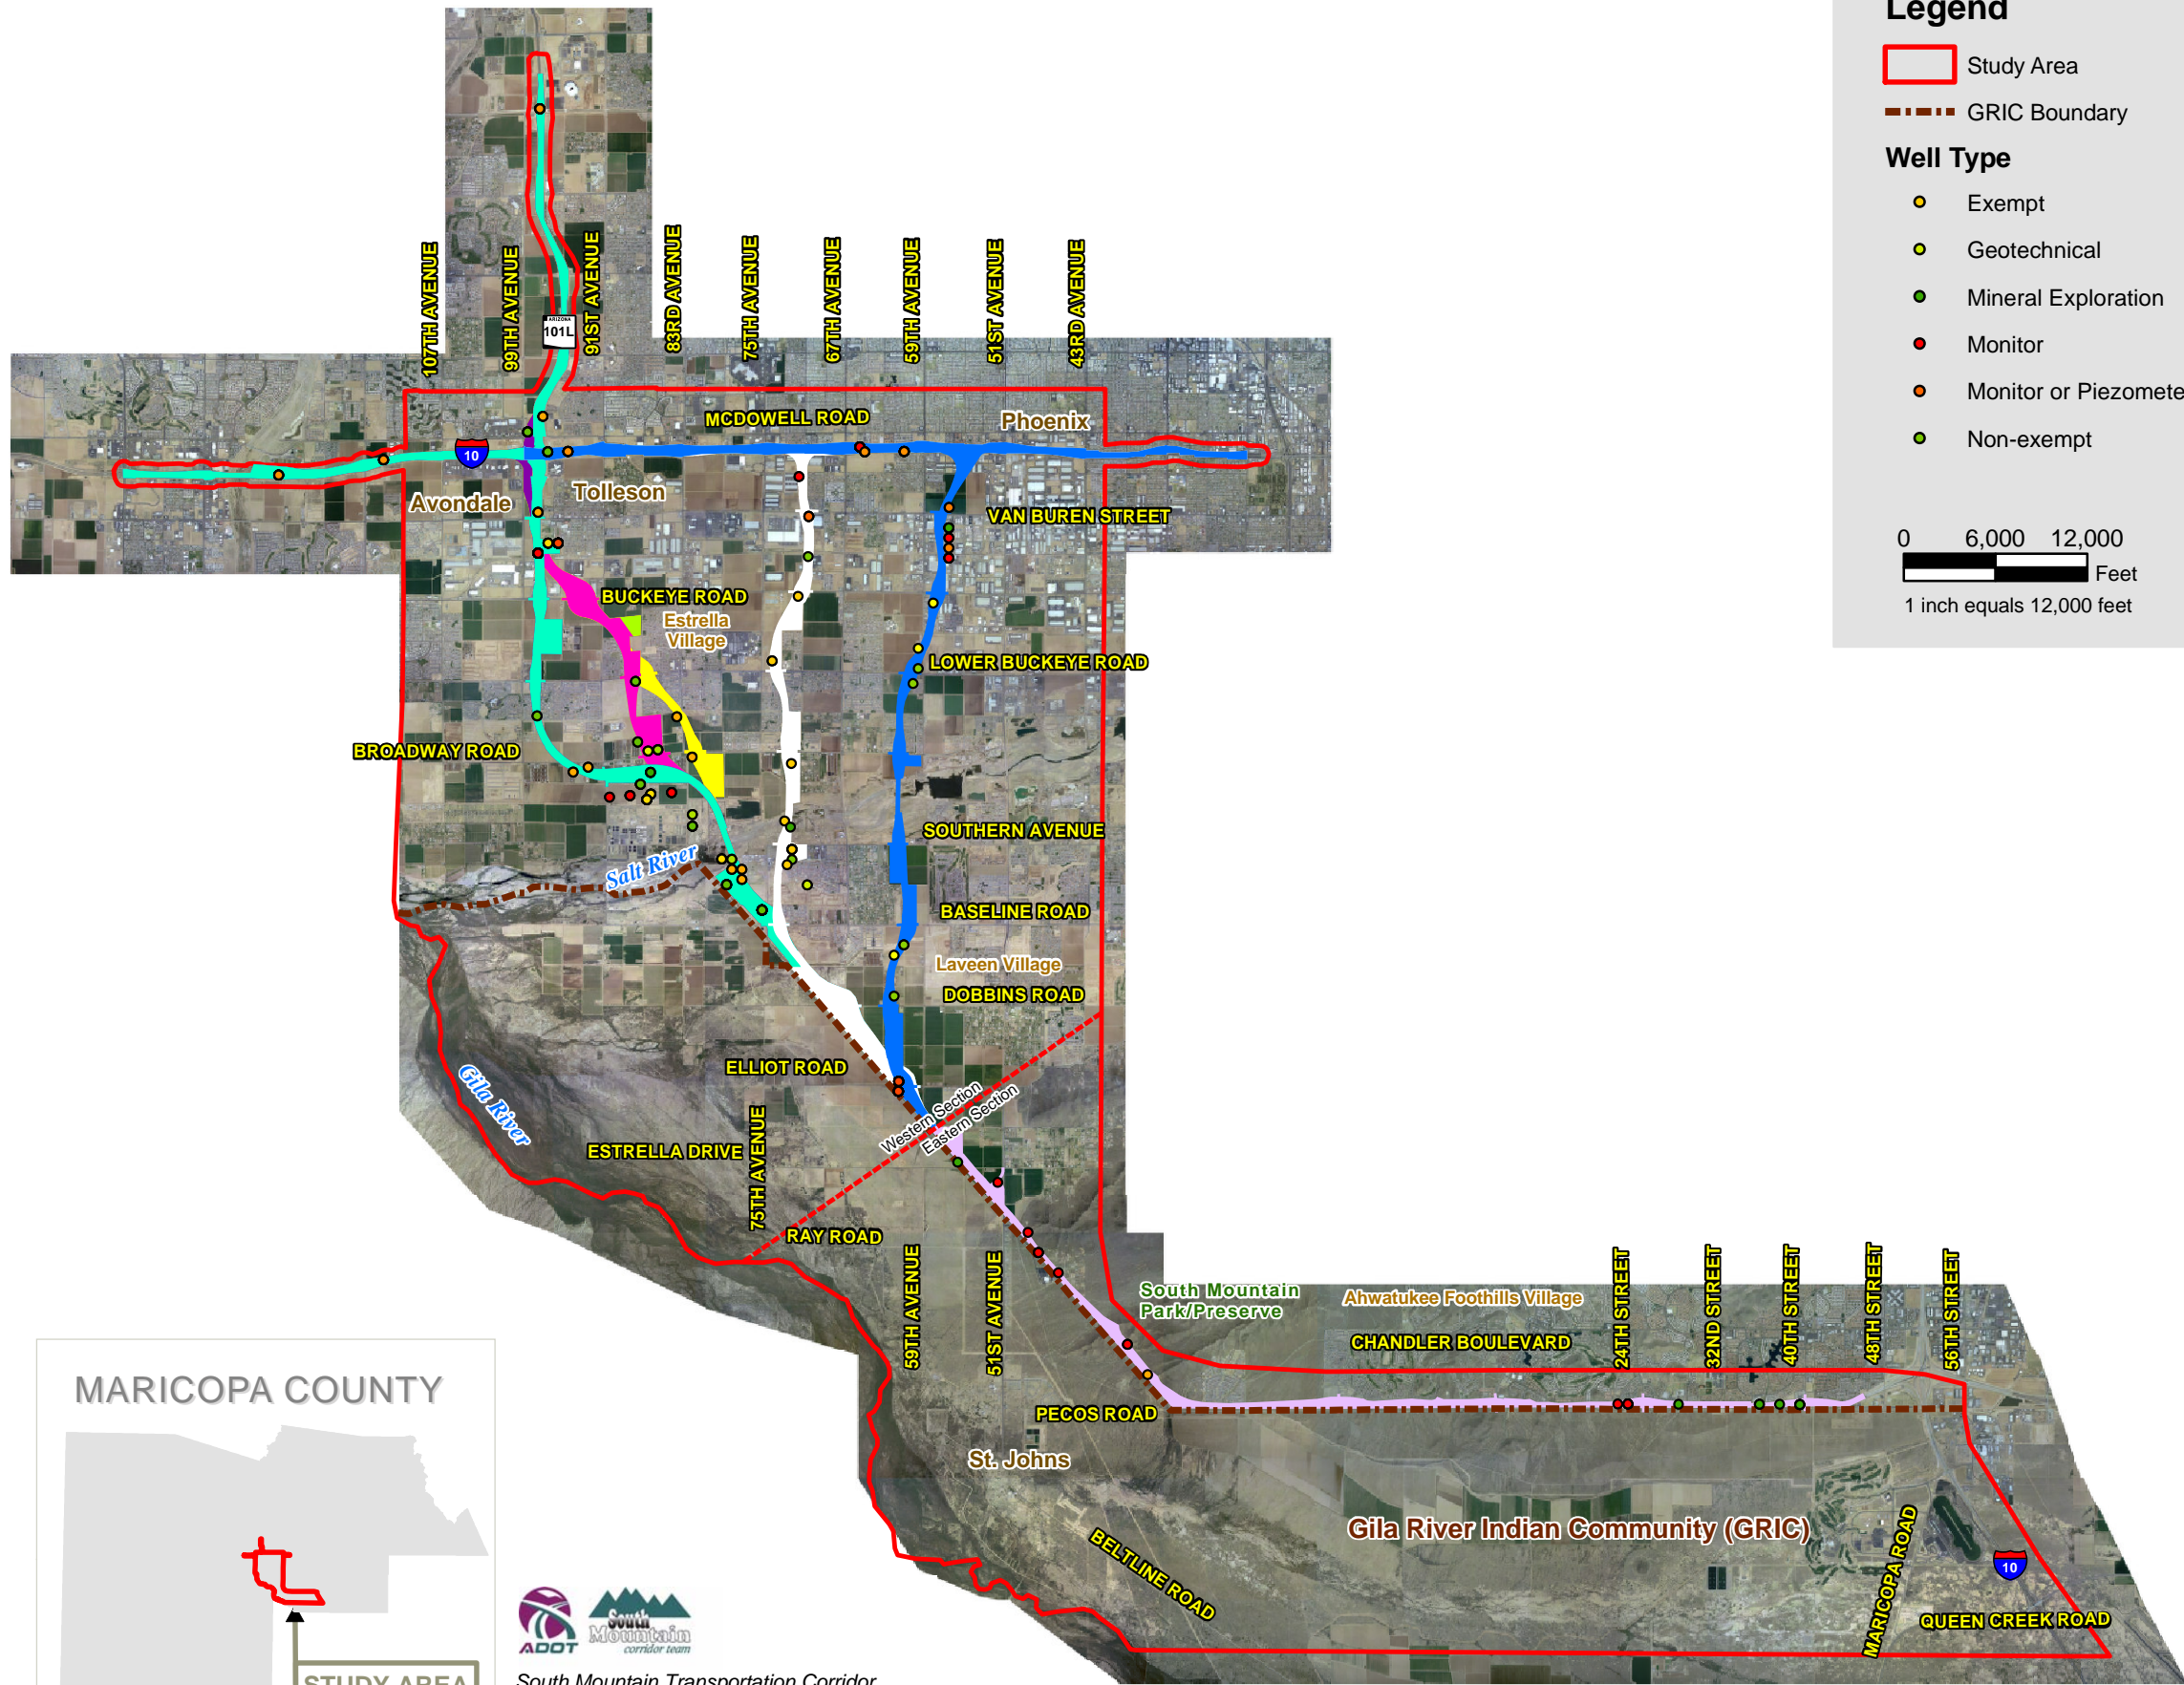 Legend
Study Area
GRIC Boundary
Well Type
Exempt
Geotechnical
Mineral Exploration
Monitor
Monitor or Piezomete
Non-exempt
0 6,000 12,000
Feet
1 inch equals 12,000 feet
107TH AVENUE
99TH AVENUE
91ST AVENUE
83RD AVENUE
75TH AVENUE
67TH AVENUE
59TH AVENUE
51ST AVENUE
43RD AVENUE
ARIZONA
101L
MCDOWELL ROAD
Phoenix
10
Avondale
Tolleson
VAN BUREN STREET
BUCKEYE ROAD
Estrella
Village
LOWER BUCKEYE ROAD
BROADWAY ROAD
SOUTHERN AVENUE
Salt River
BASELINE ROAD
Laveen Village
DOBBINS ROAD
ELLIOT ROAD
Gila River
Western Section
Eastern Section
ESTRELLA DRIVE
75TH AVENUE
RAY ROAD
59TH AVENUE
51ST AVENUE
South Mountain
Park/Preserve
Ahwatukee Foothills Village
CHANDLER BOULEVARD
24TH STREET
32ND STREET
40TH STREET
48TH STREET
56TH STREET
PECOS ROAD
St. Johns
Gila River Indian Community (GRIC)
BELTLINE ROAD
MARICOPA ROAD
10
QUEEN CREEK ROAD
MARICOPA COUNTY
STUDY AREA
ADOT
South
Mountain
corridor team
South Mountain Transportation Corridor